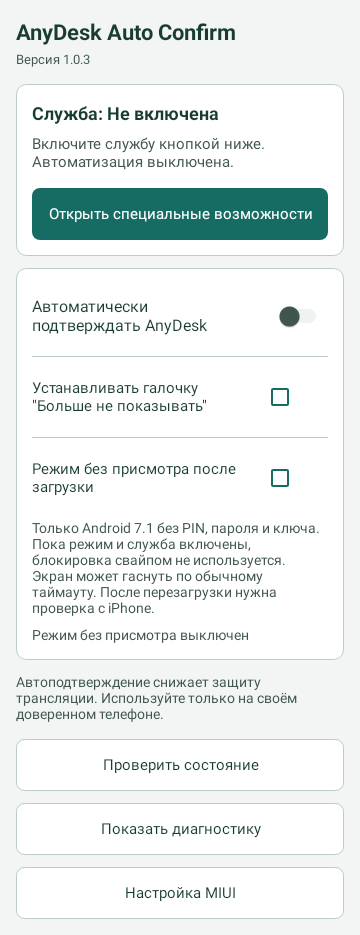 AnyDesk Auto Confirm
Версия 1.0.3
Служба: Не включена
Включите службу кнопкой ниже.
Автоматизация выключена.
Открыть специальные возможности
Автоматически
подтверждать AnyDesk
Устанавливать галочку
"Больше не показывать"
Режим без присмотра после
загрузки
Только Android 7.1 без PIN, пароля и ключа.
Пока режим и служба включены,
блокировка свайпом не используется.
Экран может гаснуть по обычному
таймауту. После перезагрузки нужна
проверка с iPhone.
Режим без присмотра выключен
Автоподтверждение снижает защиту
трансляции. Используйте только на своём
доверенном телефоне.
Проверить состояние
Показать диагностику
Настройка MIUI